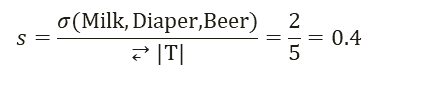 s = σ(Milk, Diaper,Beer) / ⇄ |T| = 2/5 = 0.4